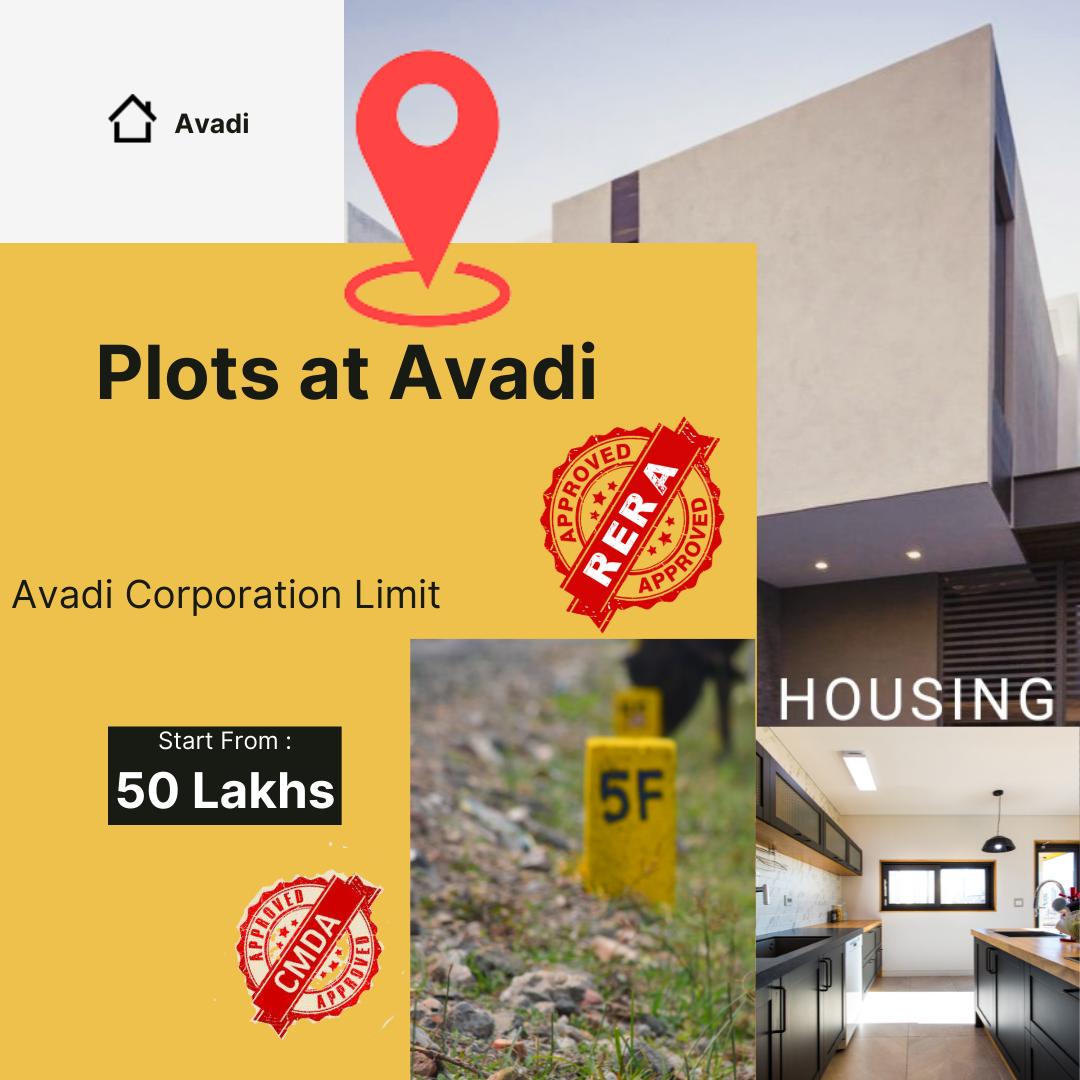 Avadi
Plots at Avadi
APPROVED
RERA
APPROVED
Avadi Corporation Limit
HOUSING
Start From :
50 Lakhs
5F
APPROVED
CMDA
APPROVED